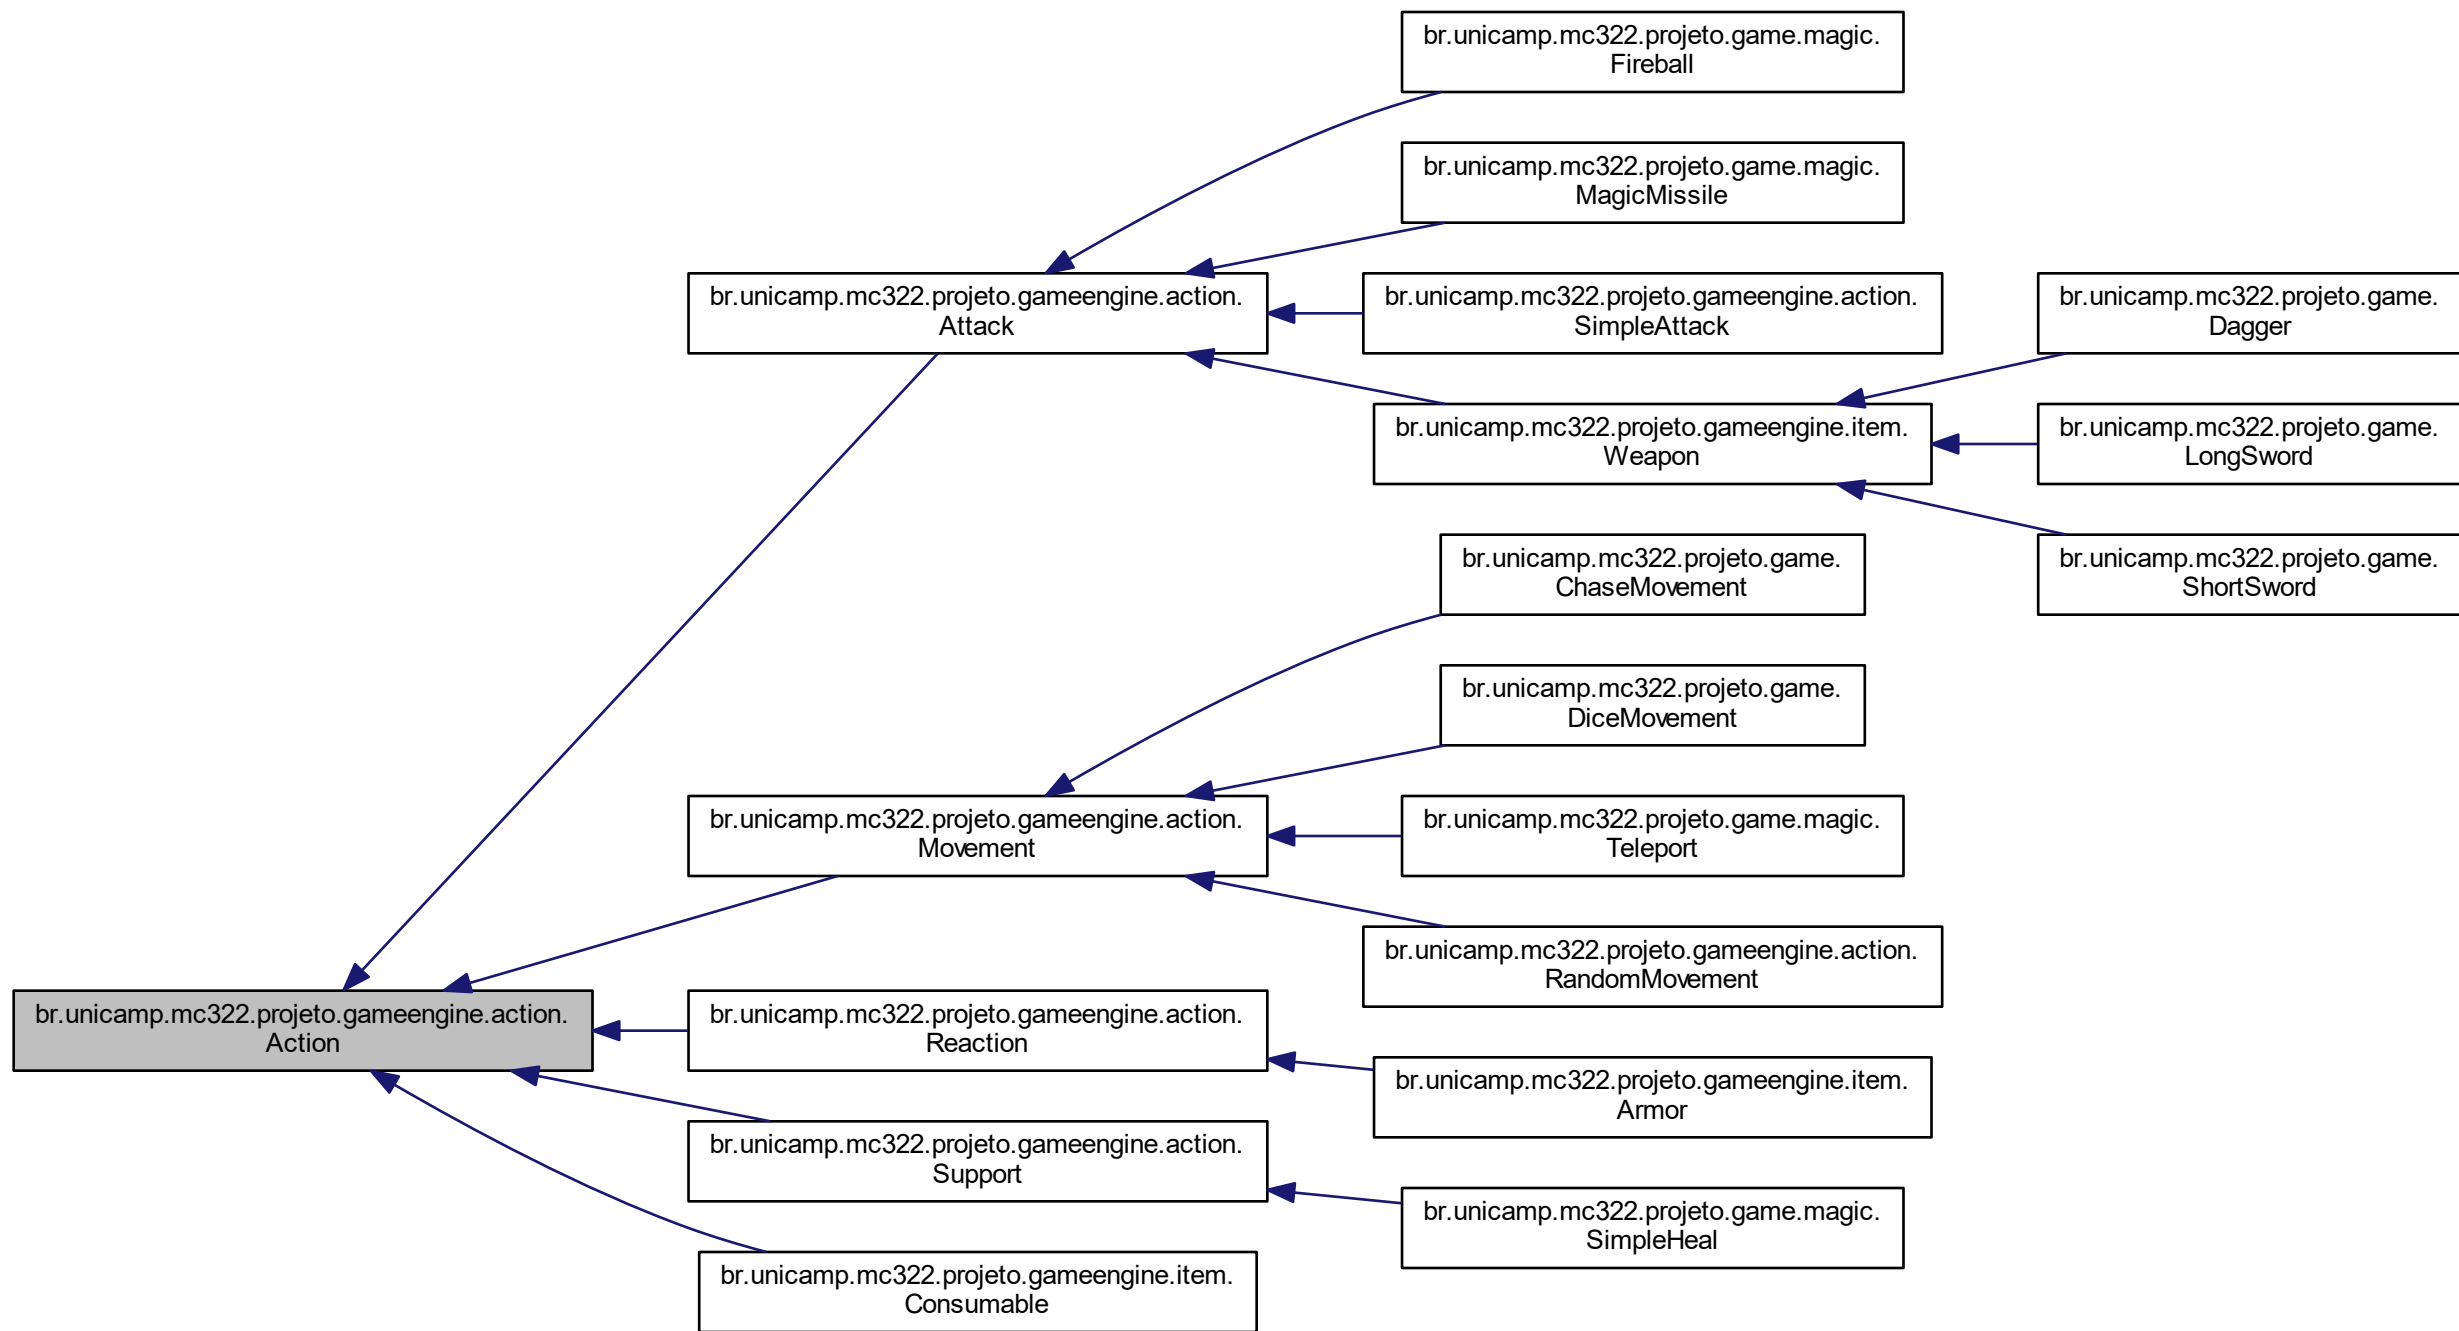 br.unicamp.mc322.projeto.game.magic.
Fireball
br.unicamp.mc322.projeto.game.magic.
MagicMissile
br.unicamp.mc322.projeto.gameengine.action.
Attack
br.unicamp.mc322.projeto.gameengine.action.
SimpleAttack
br.unicamp.mc322.projeto.game.
Dagger
br.unicamp.mc322.projeto.gameengine.item.
Weapon
br.unicamp.mc322.projeto.game.
LongSword
br.unicamp.mc322.projeto.game.
ChaseMovement
br.unicamp.mc322.projeto.game.
ShortSword
br.unicamp.mc322.projeto.game.
DiceMovement
br.unicamp.mc322.projeto.gameengine.action.
Movement
br.unicamp.mc322.projeto.game.magic.
Teleport
br.unicamp.mc322.projeto.gameengine.action.
RandomMovement
br.unicamp.mc322.projeto.gameengine.action.
Action
br.unicamp.mc322.projeto.gameengine.action.
Reaction
br.unicamp.mc322.projeto.gameengine.item.
Armor
br.unicamp.mc322.projeto.gameengine.action.
Support
br.unicamp.mc322.projeto.game.magic.
SimpleHeal
br.unicamp.mc322.projeto.gameengine.item.
Consumable